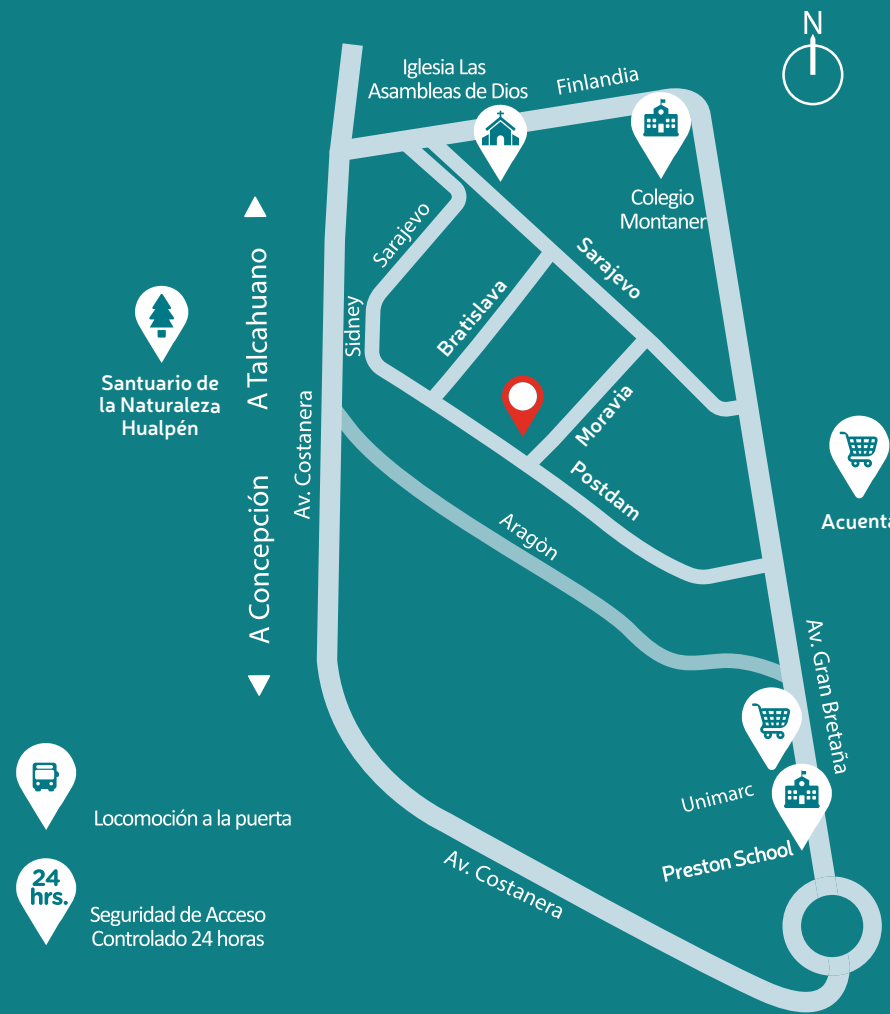 N
Iglesia Las
Asambleas de Dios
Finlandia
Colegio
Montaner
Sarajevo
Sarajevo
Bratislava
Sidney
A Talcahuano
Santuario de
la Naturaleza
Hualpén
Moravia
Av. Costanera
Postdam
Acuenta
A Concepción
Aragòn
Av. Gran Bretaña
Unimarc
Preston School
Locomoción a la puerta
Av. Costanera
24
hrs.
Seguridad de Acceso
Controlado 24 horas